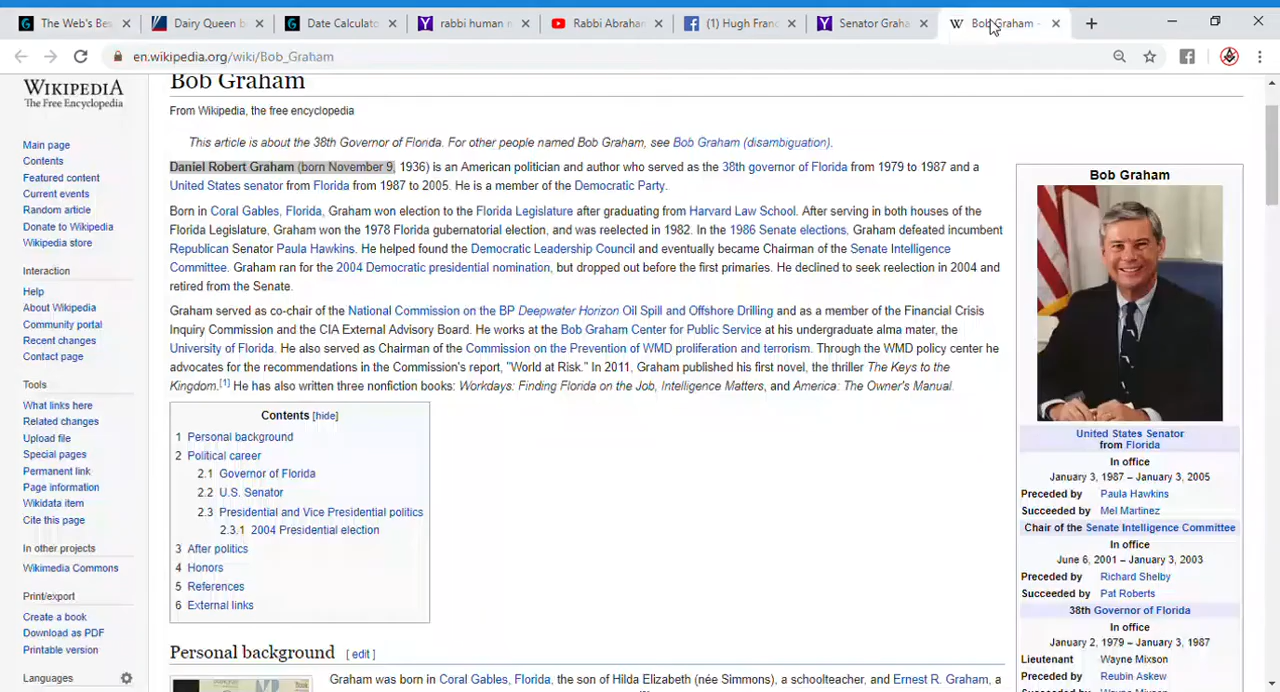 The Web's Bes
Dairy Queen b
Date Calculato
rabbi human n
Rabbi Abrahan
(1) Hugh Franc
Senator Graha
Bob Graham -
en.wikipedia.org/wiki/Bob_Graham
WIKIPEDIA
The Free Encyclopedia
Main page
Contents
Featured content
Current events
Random article
Donate to Wikipedia
Wikipedia store
Interaction
Help
About Wikipedia
Community portal
Recent changes
Contact page
Tools
What links here
Related changes
Upload file
Special pages
Permanent link
Page information
Wikidata item
Cite this page
In other projects
Wikimedia Commons
Print/export
Create a book
Download as PDF
Printable version
Languages
Bob Graham
From Wikipedia, the free encyclopedia
This article is about the 38th Governor of Florida. For other people named Bob Graham, see Bob Graham (disambiguation).
Daniel Robert Graham (born November 9, 1936) is an American politician and author who served as the 38th governor of Florida from 1979 to 1987 and a
United States senator from Florida from 1987 to 2005. He is a member of the Democratic Party.
Born in Coral Gables, Florida, Graham won election to the Florida Legislature after graduating from Harvard Law School. After serving in both houses of the
Florida Legislature, Graham won the 1978 Florida gubernatorial election, and was reelected in 1982. In the 1986 Senate elections, Graham defeated incumbent
Republican Senator Paula Hawkins. He helped found the Democratic Leadership Council and eventually became Chairman of the Senate Intelligence
Committee. Graham ran for the 2004 Democratic presidential nomination, but dropped out before the first primaries. He declined to seek reelection in 2004 and
retired from the Senate.
Graham served as co-chair of the National Commission on the BP Deepwater Horizon Oil Spill and Offshore Drilling and as a member of the Financial Crisis
Inquiry Commission and the CIA External Advisory Board. He works at the Bob Graham Center for Public Service at his undergraduate alma mater, the
University of Florida. He also served as Chairman of the Commission on the Prevention of WMD proliferation and terrorism. Through the WMD policy center he
advocates for the recommendations in the Commission's report, "World at Risk." In 2011, Graham published his first novel, the thriller The Keys to the
Kingdom.[1] He has also written three nonfiction books: Workdays: Finding Florida on the Job, Intelligence Matters, and America: The Owner's Manual.
Contents [hide]
1 Personal background
2 Political career
2.1 Governor of Florida
2.2 U.S. Senator
2.3 Presidential and Vice Presidential politics
2.3.1 2004 Presidential election
3 After politics
4 Honors
5 References
6 External links
Personal background [ edit ]
Graham was born in Coral Gables, Florida, the son of Hilda Elizabeth (née Simmons), a schoolteacher, and Ernest R. Graham, a
Bob Graham
United States Senator
from Florida
In office
January 3, 1987 – January 3, 2005
Preceded by Paula Hawkins
Succeeded by Mel Martinez
Chair of the Senate Intelligence Committee
In office
June 6, 2001 – January 3, 2003
Preceded by Richard Shelby
Succeeded by Pat Roberts
38th Governor of Florida
In office
January 2, 1979 – January 3, 1987
Lieutenant Wayne Mixson
Preceded by Reubin Askew
Succeeded by Wayne Mixson